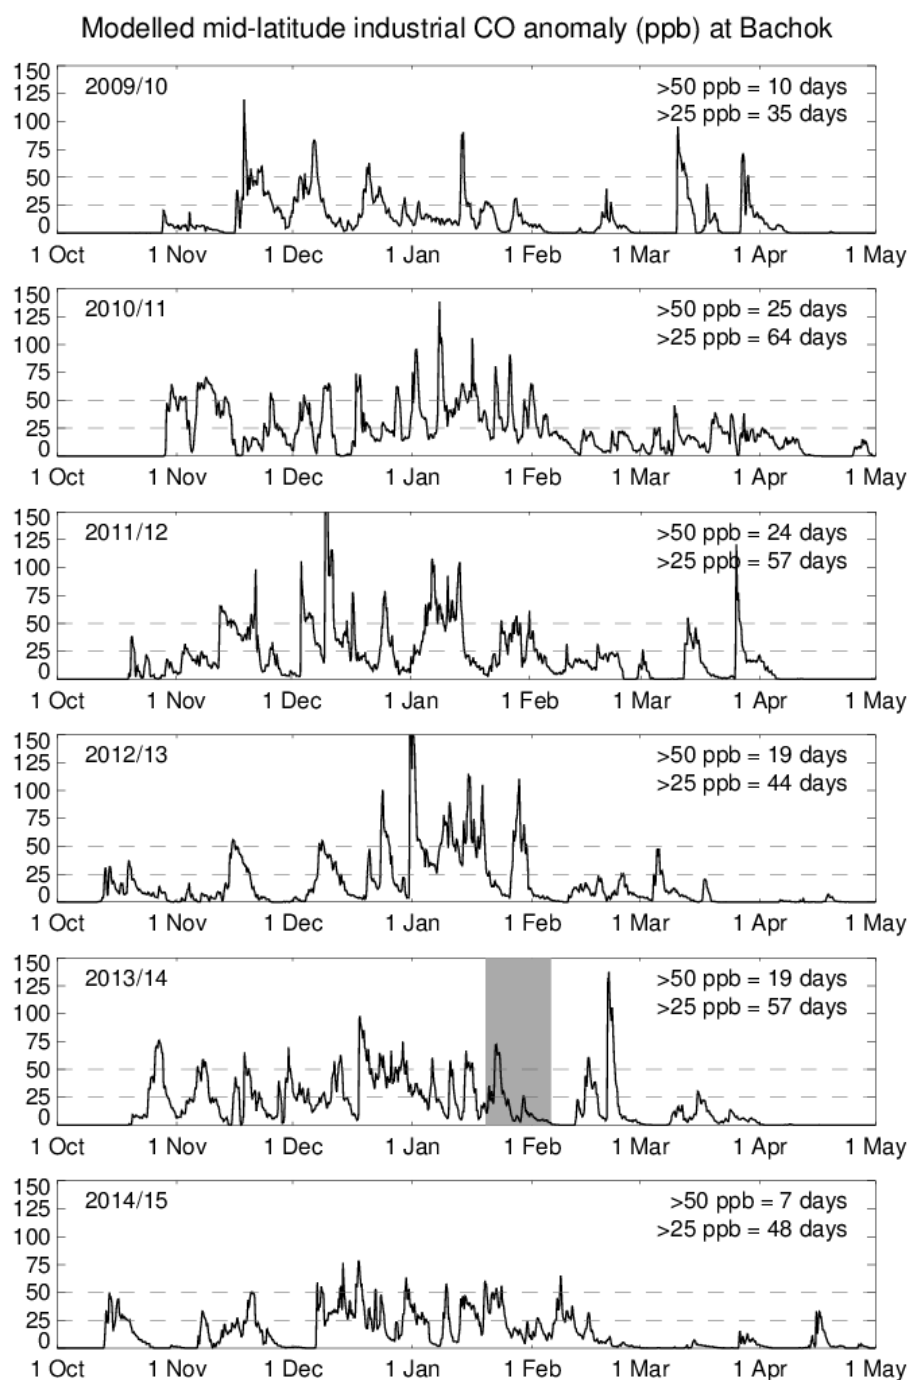 Modelled mid-latitude industrial CO anomaly (ppb) at Bachok
150
125
100
75
50
25
0
2009/10
>50 ppb = 10 days
>25 ppb = 35 days
1 Oct 1 Nov 1 Dec 1 Jan 1 Feb 1 Mar 1 Apr 1 May
150
125
100
75
50
25
0
2010/11
>50 ppb = 25 days
>25 ppb = 64 days
1 Oct 1 Nov 1 Dec 1 Jan 1 Feb 1 Mar 1 Apr 1 May
150
125
100
75
50
25
0
2011/12
>50 ppb = 24 days
>25 ppb = 57 days
1 Oct 1 Nov 1 Dec 1 Jan 1 Feb 1 Mar 1 Apr 1 May
150
125
100
75
50
25
0
2012/13
>50 ppb = 19 days
>25 ppb = 44 days
1 Oct 1 Nov 1 Dec 1 Jan 1 Feb 1 Mar 1 Apr 1 May
150
125
100
75
50
25
0
2013/14
>50 ppb = 19 days
>25 ppb = 57 days
1 Oct 1 Nov 1 Dec 1 Jan 1 Feb 1 Mar 1 Apr 1 May
150
125
100
75
50
25
0
2014/15
>50 ppb = 7 days
>25 ppb = 48 days
1 Oct 1 Nov 1 Dec 1 Jan 1 Feb 1 Mar 1 Apr 1 May